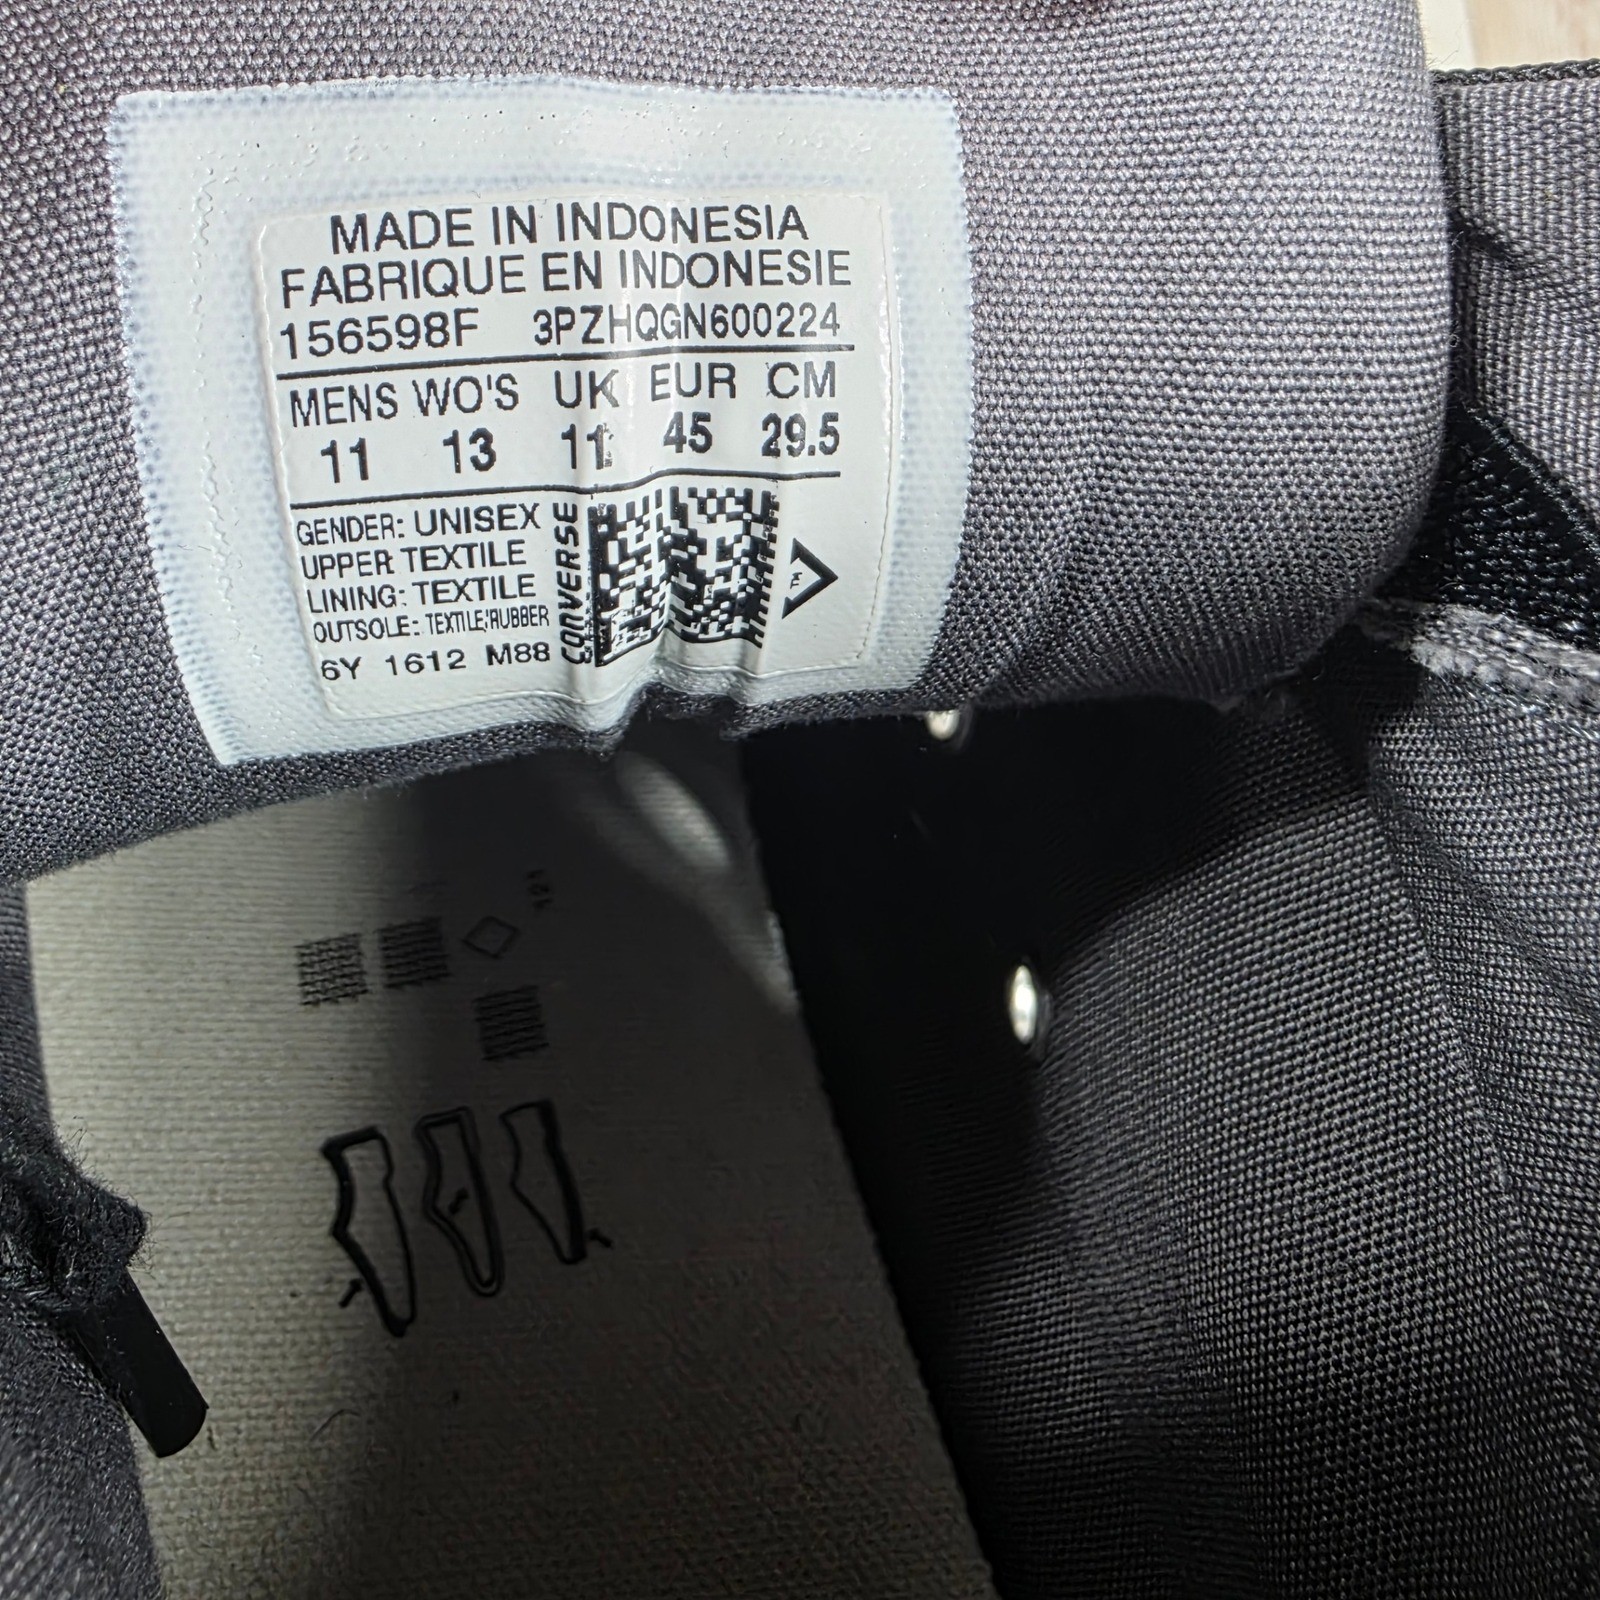 MADE IN INDONESIA
FABRIQUE EN INDONESIE
156598F 3PZHQGN600224
MENS WO'S UK EUR CM
11 13 11 45 29.5
GENDER: UNISEX
UPPER: TEXTILE
LINING: TEXTILE
OUTSOLE: TEXTILE/RUBBER
6Y 1612 M88
CONVERSE